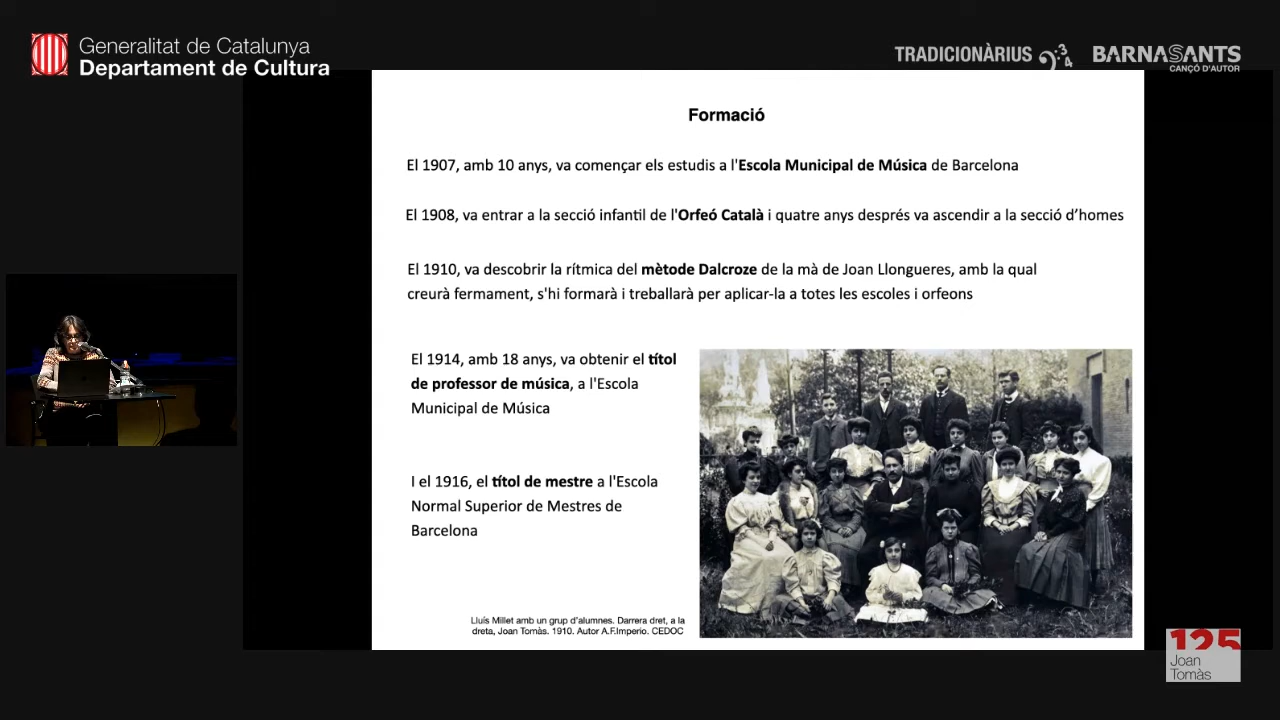 Generalitat de Catalunya
Departament de Cultura
TRADICIONÀRIUS
BARNASANTS
CANÇÓ D'AUTOR
Formació
El 1907, amb 10 anys, va començar els estudis a l'Escola Municipal de Música de Barcelona
El 1908, va entrar a la secció infantil de l'Orfeó Català i quatre anys després va ascendir a la secció d’homes
El 1910, va descobrir la rítmica del mètode Dalcroze de la mà de Joan Llongueres, amb la qual
creurà fermament, s'hi formarà i treballarà per aplicar-la a totes les escoles i orfeons
El 1914, amb 18 anys, va obtenir el títol
de professor de música, a l'Escola
Municipal de Música
I el 1916, el títol de mestre a l'Escola
Normal Superior de Mestres de
Barcelona
Lluís Millet amb un grup d'alumnes. Darrera dret, a la
dreta, Joan Tomàs. 1910. Autor A.F.Imperio. CEDOC
125
Joan
Tomàs